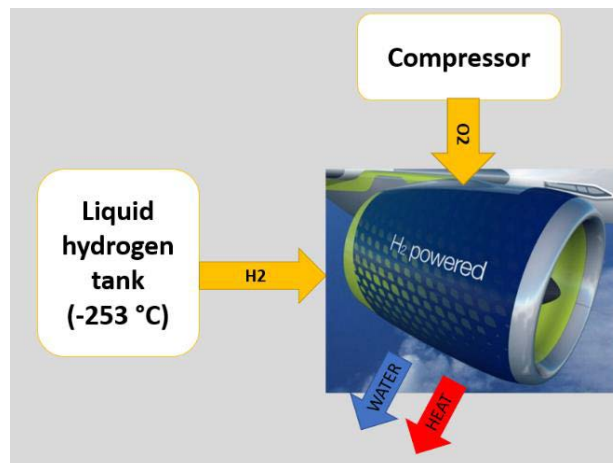 Compressor
O2
Liquid
hydrogen
tank
(-253 °C)
H2
H₂ powered
WATER
HEAT